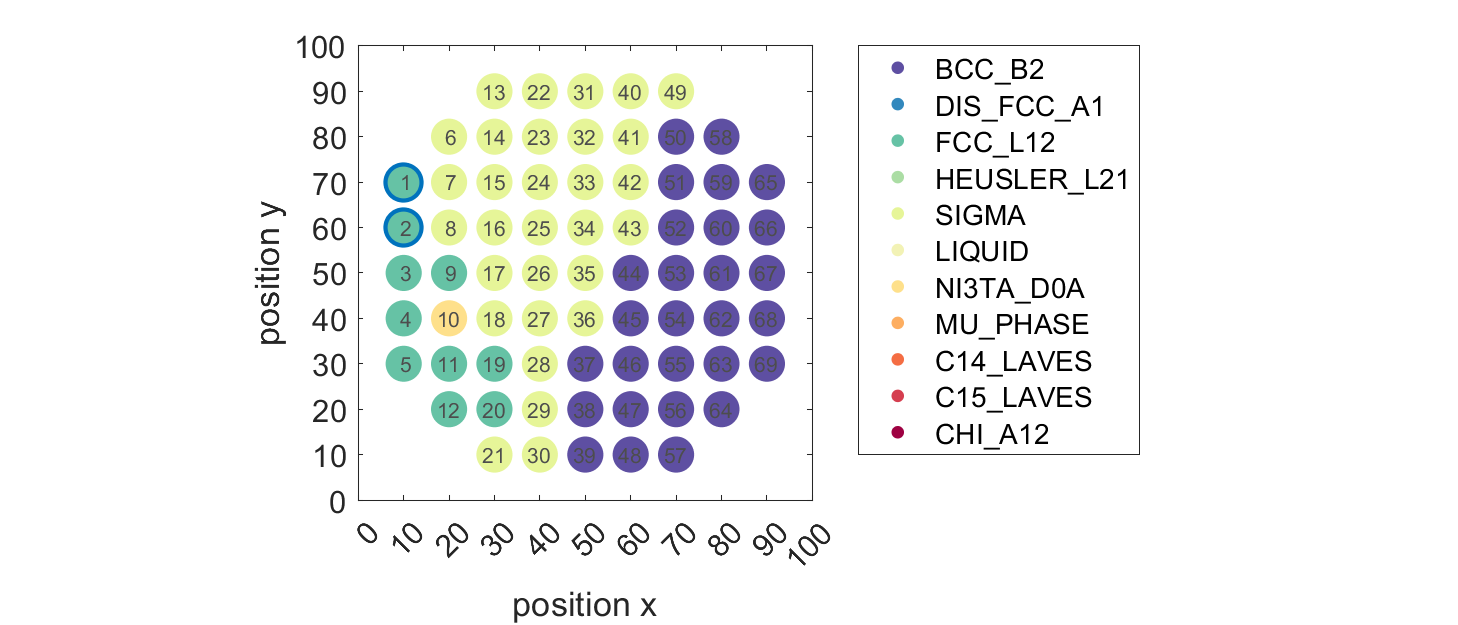 100
13 22 31 40 49
90
6 14 23 32 41 50 58
80
1 7 15 24 33 42 51 59 65
70
2 8 16 25 34 43 52 60 66
60
3 9 17 26 35 44 53 61 67
50
4 10 18 27 36 45 54 62 68
40
5 11 19 28 37 46 55 63 69
30
12 20 29 38 47 56 64
20
21 30 39 48 57
10
0
position y
0 10 20 30 40 50 60 70 80 90 100
position x
BCC_B2
DIS_FCC_A1
FCC_L12
HEUSLER_L21
SIGMA
LIQUID
NI3TA_D0A
MU_PHASE
C14_LAVES
C15_LAVES
CHI_A12